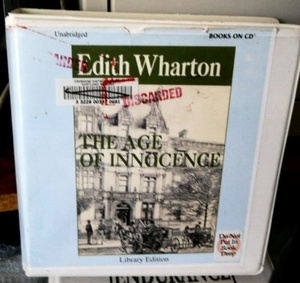 Unabridged
BOOKS ON CD
Edith Wharton
DISCARDED
THE AGE
OF INNOCENCE
Do Not
Put In
Book
Drop
Library Edition
ENDURANCE